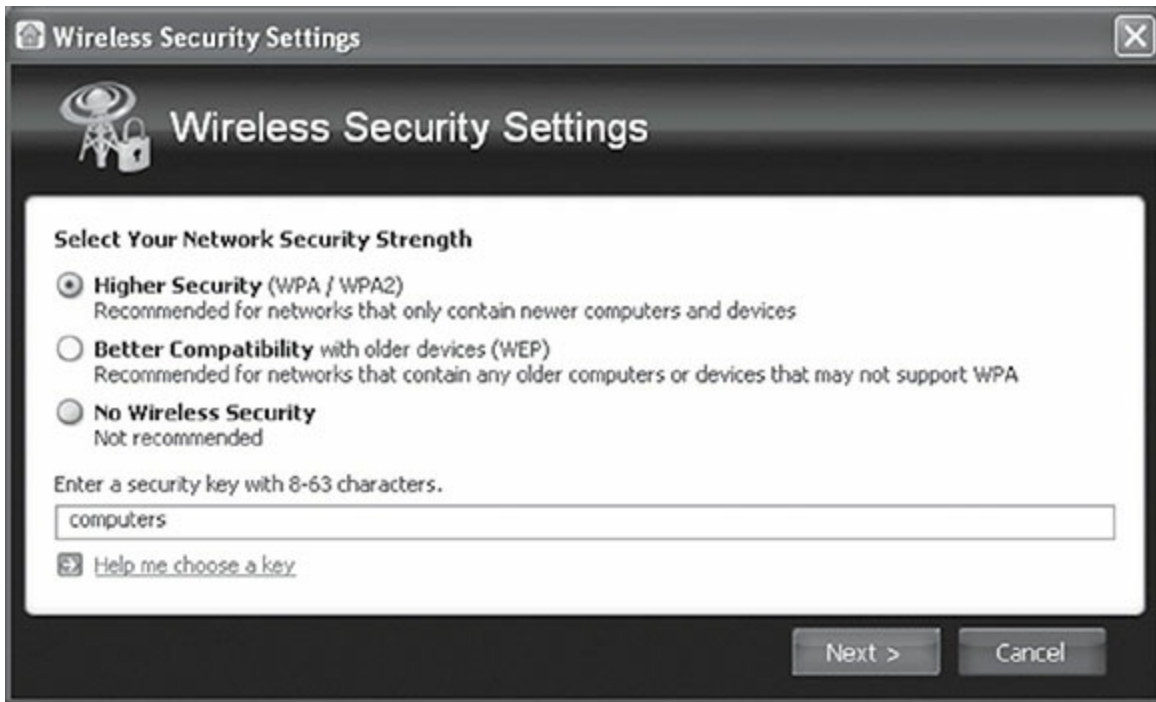 Wireless Security Settings
Wireless Security Settings
Select Your Network Security Strength
Higher Security (WPA / WPA2)
Recommended for networks that only contain newer computers and devices
Better Compatibility with older devices (WEP)
Recommended for networks that contain any older computers or devices that may not support WPA
No Wireless Security
Not recommended
Enter a security key with 8-63 characters.
computers
Help me choose a key
Next >
Cancel